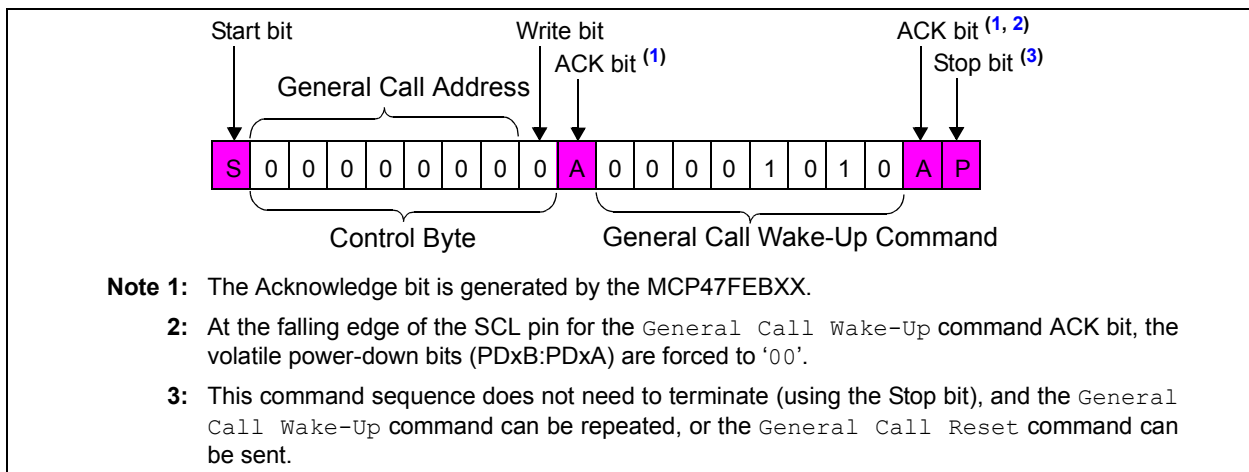 Start bit Write bit ACK bit (1, 2)
ACK bit (1) Stop bit (3)
General Call Address
S 0 0 0 0 0 0 0 0 A 0 0 0 0 1 0 1 0 A P
Control Byte General Call Wake-Up Command
Note 1: The Acknowledge bit is generated by the MCP47FEBXX.
2: At the falling edge of the SCL pin for the General Call Wake-Up command ACK bit, the
volatile power-down bits (PDxB:PDxA) are forced to ‘00’.
3: This command sequence does not need to terminate (using the Stop bit), and the General
Call Wake-Up command can be repeated, or the General Call Reset command can
be sent.